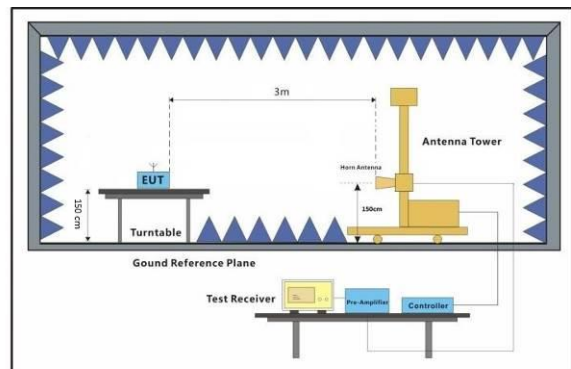 3m
Antenna Tower
Horn Antenna
EUT
150 cm
150cm
Turntable
Gound Reference Plane
Test Receiver
Pre-Amplifier
Controller